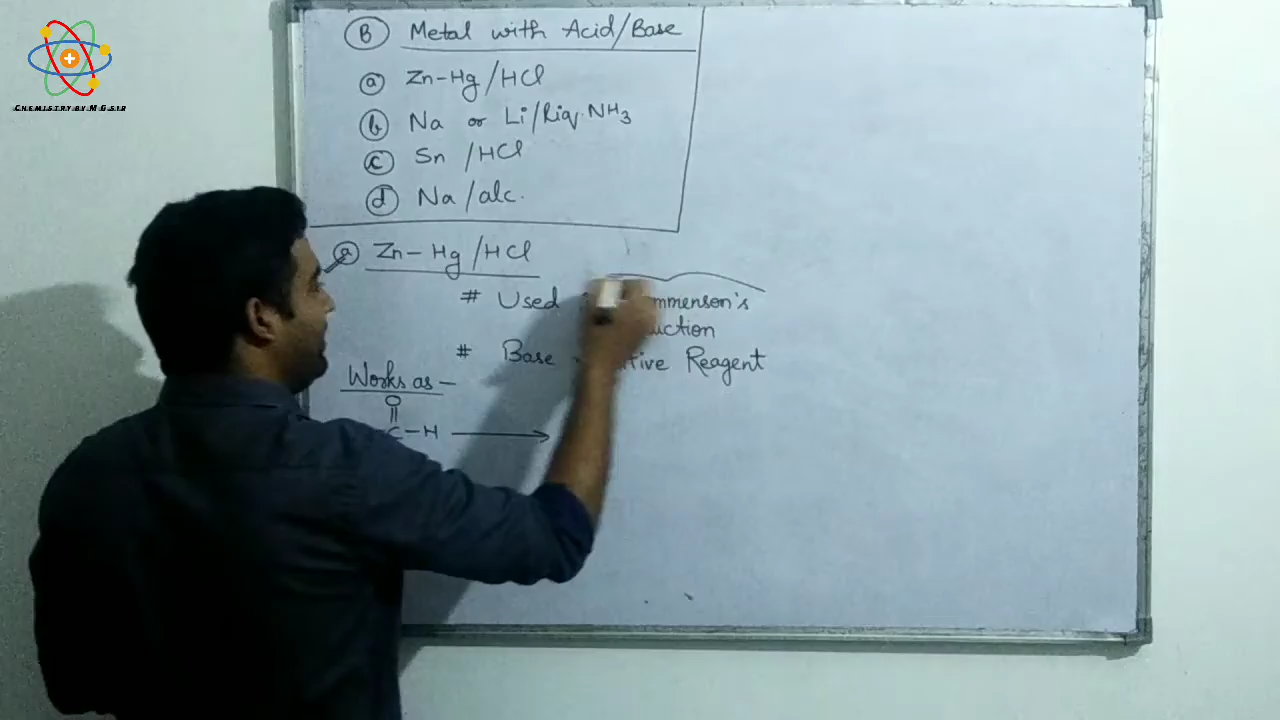 CHEMISTRY BY M G SIR
B Metal with Acid/Base
a Zn-Hg/HCl
b Na or Li/Liq. NH3
c Sn /HCl
d Na/alc.
a Zn-Hg/HCl
# Used mmenson's
uction
# Base itive Reagent
Works as -
O
||
C-H